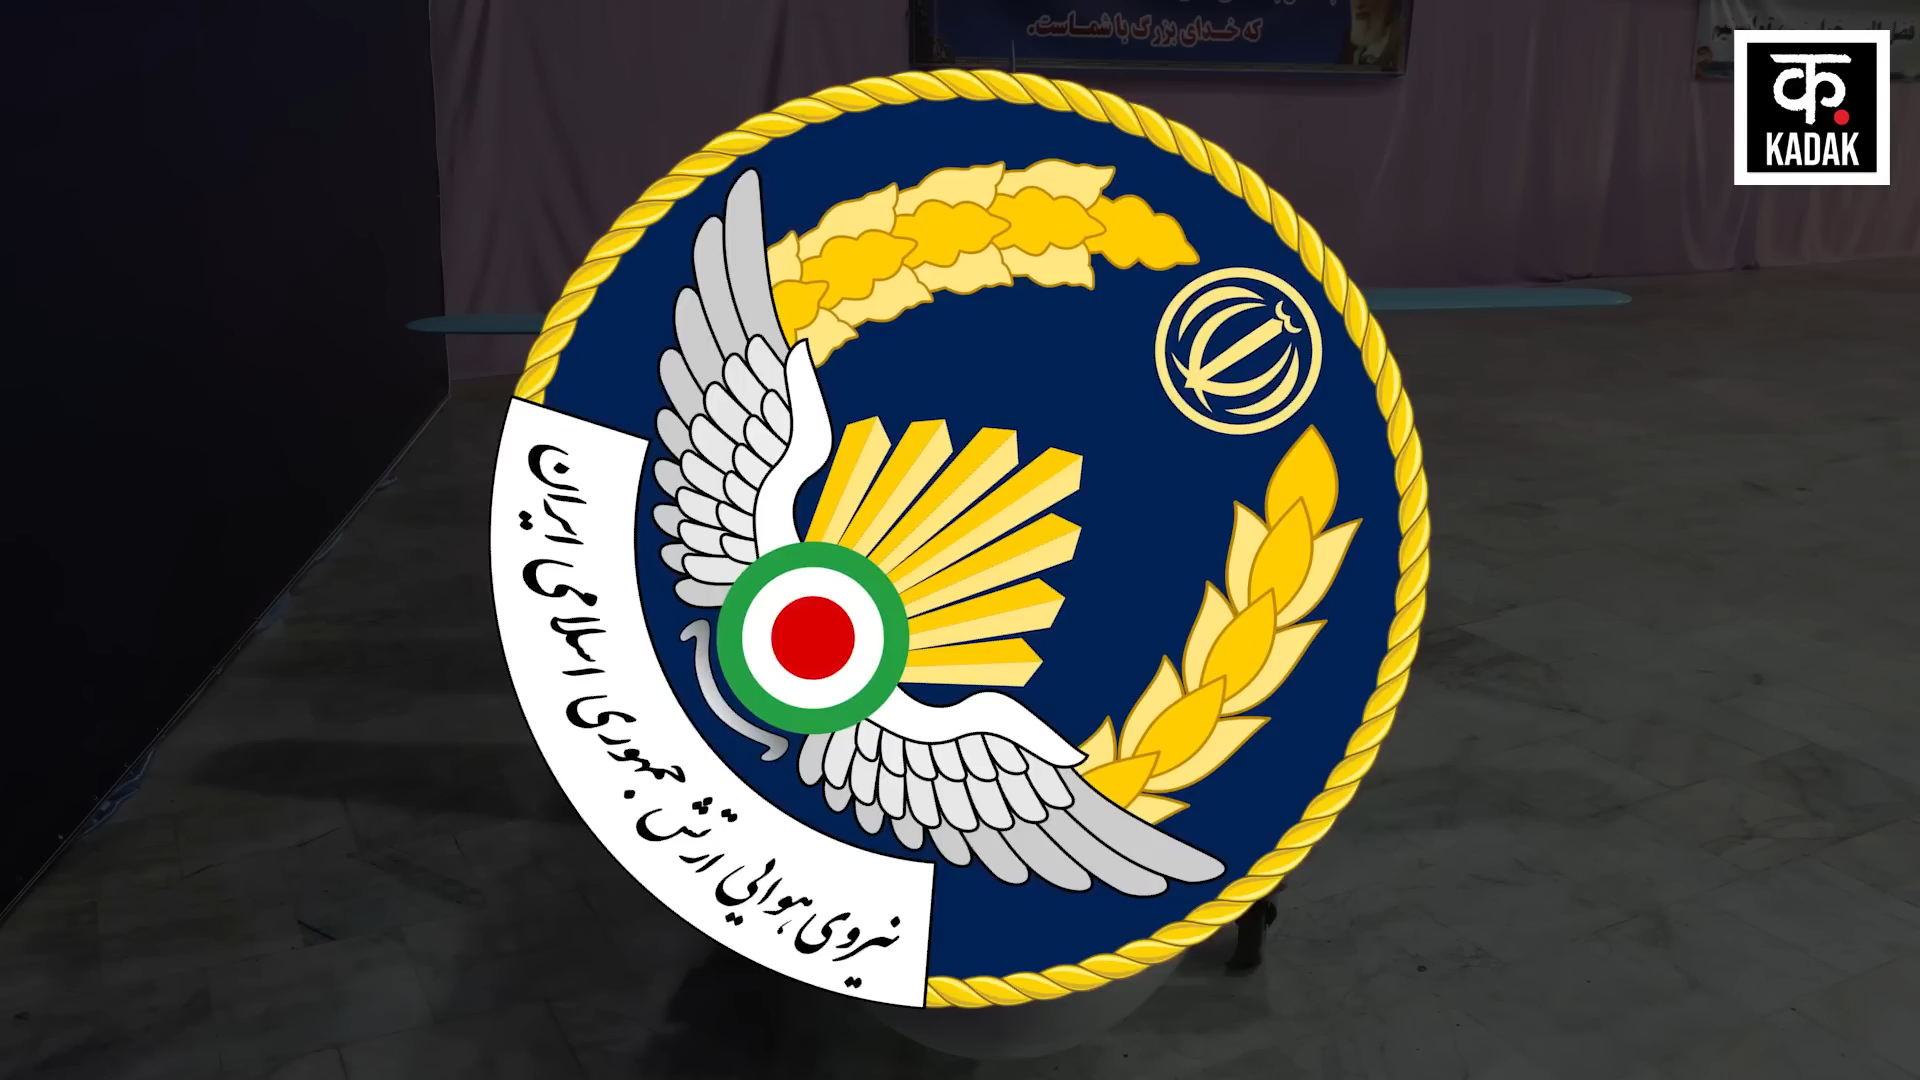 که خدای بزرگ با شماست.
क.
KADAK
نیروی هوایی ارتش جمهوری اسلامی ایران